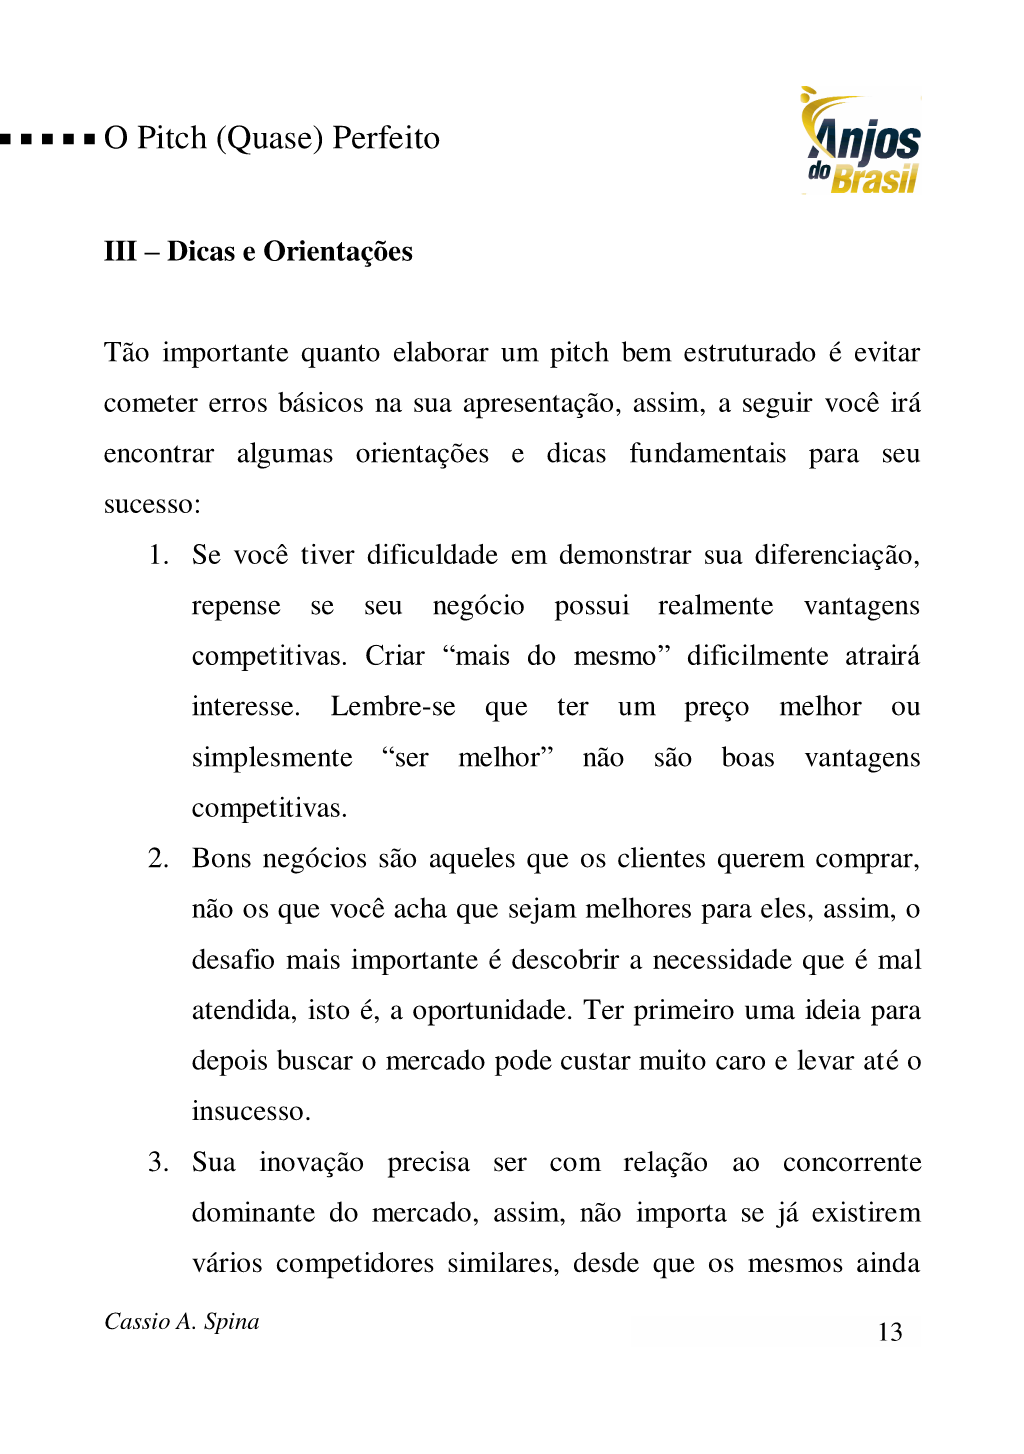 O Pitch (Quase) Perfeito
Anjos
do Brasil
III – Dicas e Orientações
Tão importante quanto elaborar um pitch bem estruturado é evitar
cometer erros básicos na sua apresentação, assim, a seguir você irá
encontrar algumas orientações e dicas fundamentais para seu
sucesso:
1. Se você tiver dificuldade em demonstrar sua diferenciação,
repense se seu negócio possui realmente vantagens
competitivas. Criar “mais do mesmo” dificilmente atrairá
interesse. Lembre-se que ter um preço melhor ou
simplesmente “ser melhor” não são boas vantagens
competitivas.
2. Bons negócios são aqueles que os clientes querem comprar,
não os que você acha que sejam melhores para eles, assim, o
desafio mais importante é descobrir a necessidade que é mal
atendida, isto é, a oportunidade. Ter primeiro uma ideia para
depois buscar o mercado pode custar muito caro e levar até o
insucesso.
3. Sua inovação precisa ser com relação ao concorrente
dominante do mercado, assim, não importa se já existirem
vários competidores similares, desde que os mesmos ainda
Cassio A. Spina
13